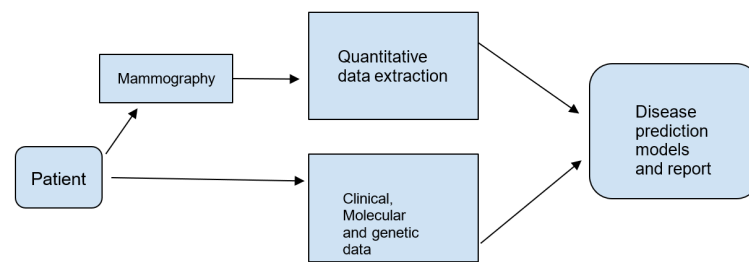 Patient
Mammography
Quantitative
data extraction
Clinical,
Molecular
and genetic
data
Disease
prediction
models
and report